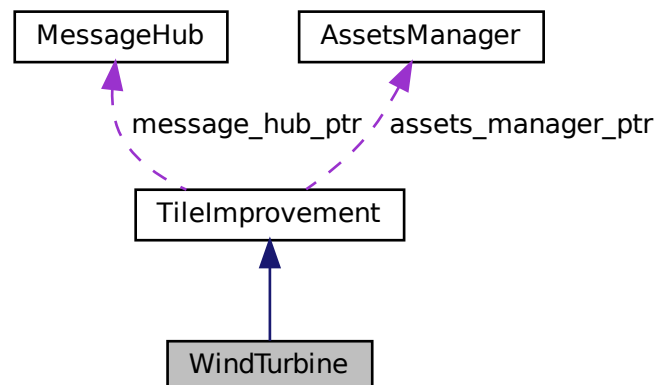 MessageHub
AssetsManager
message_hub_ptr
assets_manager_ptr
TileImprovement
WindTurbine